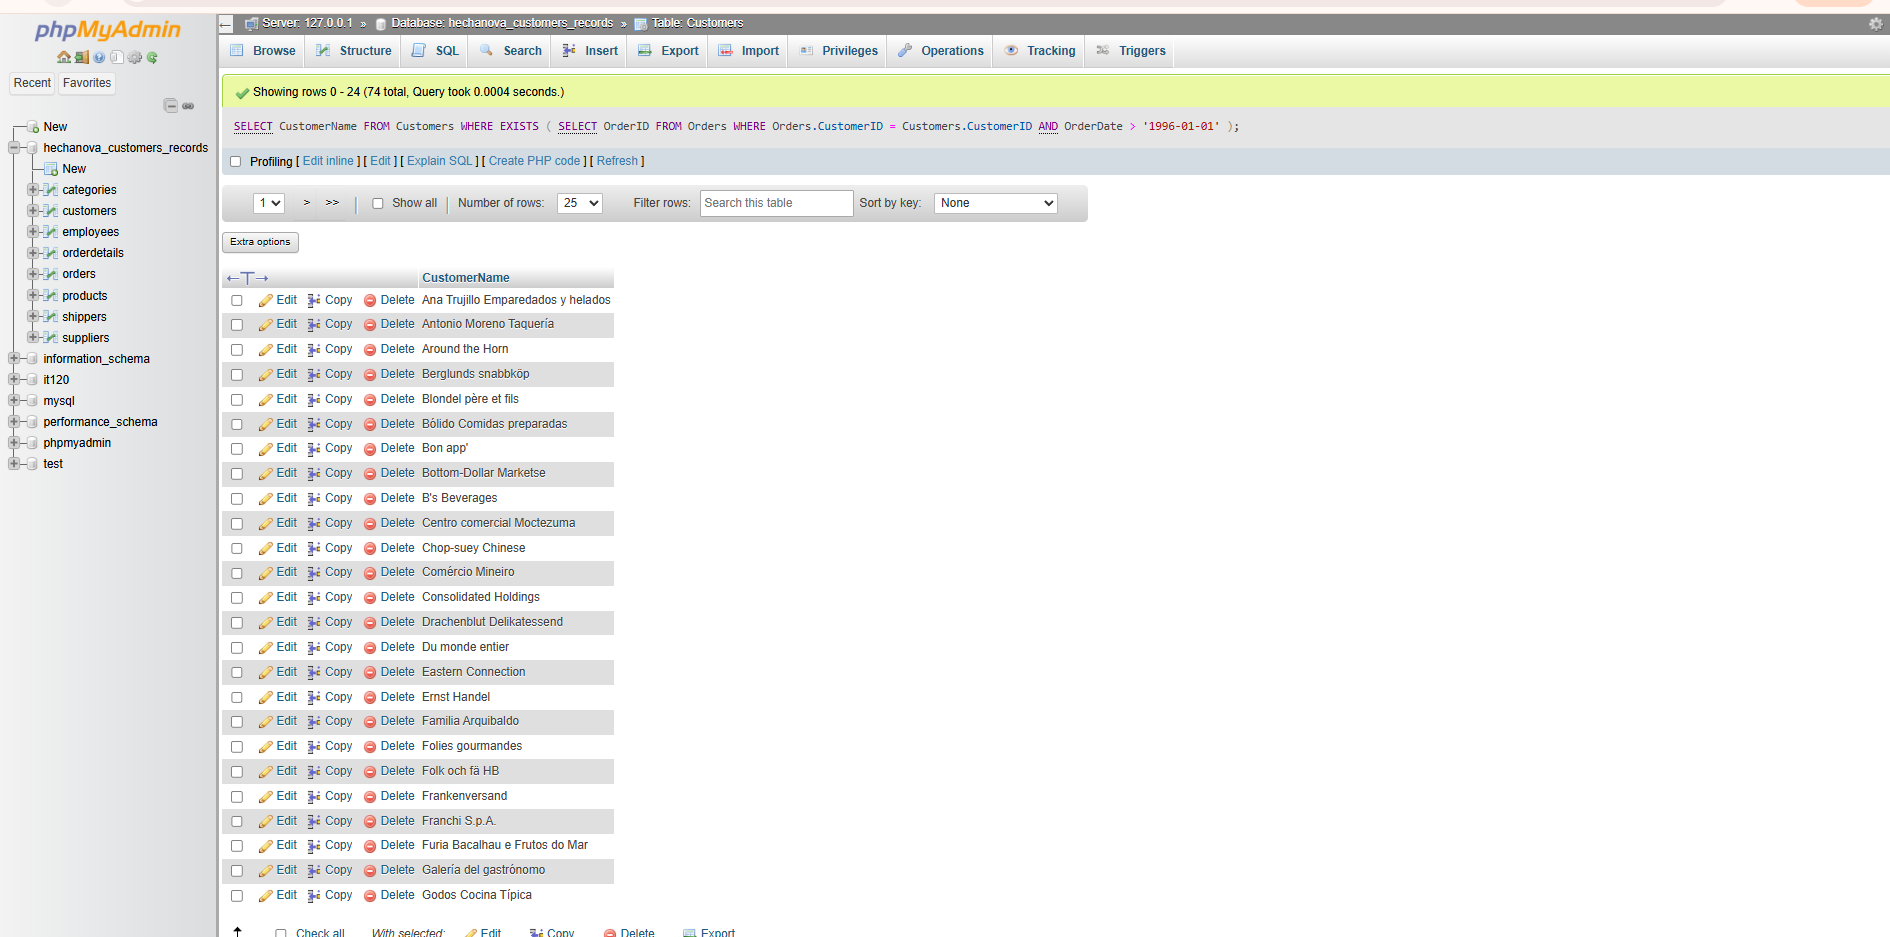 phpMyAdmin
Recent Favorites
New
hechanova_customers_records
New
categories
customers
employees
orderdetails
orders
products
shippers
suppliers
information_schema
it120
mysql
performance_schema
phpmyadmin
test
Server: 127.0.0.1 » Database: hechanova_customers_records » Table: Customers
Browse Structure SQL Search Insert Export Import Privileges Operations Tracking Triggers
Showing rows 0 - 24 (74 total, Query took 0.0004 seconds.)
SELECT CustomerName FROM Customers WHERE EXISTS ( SELECT OrderID FROM Orders WHERE Orders.CustomerID = Customers.CustomerID AND OrderDate > '1996-01-01' );
Profiling [ Edit inline ] [ Edit ] [ Explain SQL ] [ Create PHP code ] [ Refresh ]
1 > >> | Show all | Number of rows: 25 Filter rows: Search this table Sort by key: None
Extra options
←T→ CustomerName
Edit Copy Delete Ana Trujillo Emparedados y helados
Edit Copy Delete Antonio Moreno Taquería
Edit Copy Delete Around the Horn
Edit Copy Delete Berglunds snabbköp
Edit Copy Delete Blondel père et fils
Edit Copy Delete Bólido Comidas preparadas
Edit Copy Delete Bon app'
Edit Copy Delete Bottom-Dollar Marketse
Edit Copy Delete B's Beverages
Edit Copy Delete Centro comercial Moctezuma
Edit Copy Delete Chop-suey Chinese
Edit Copy Delete Comércio Mineiro
Edit Copy Delete Consolidated Holdings
Edit Copy Delete Drachenblut Delikatessend
Edit Copy Delete Du monde entier
Edit Copy Delete Eastern Connection
Edit Copy Delete Ernst Handel
Edit Copy Delete Familia Arquibaldo
Edit Copy Delete Folies gourmandes
Edit Copy Delete Folk och fä HB
Edit Copy Delete Frankenversand
Edit Copy Delete Franchi S.p.A.
Edit Copy Delete Furia Bacalhau e Frutos do Mar
Edit Copy Delete Galería del gastrónomo
Edit Copy Delete Godos Cocina Típica
Check all With selected: Edit Copy Delete Export